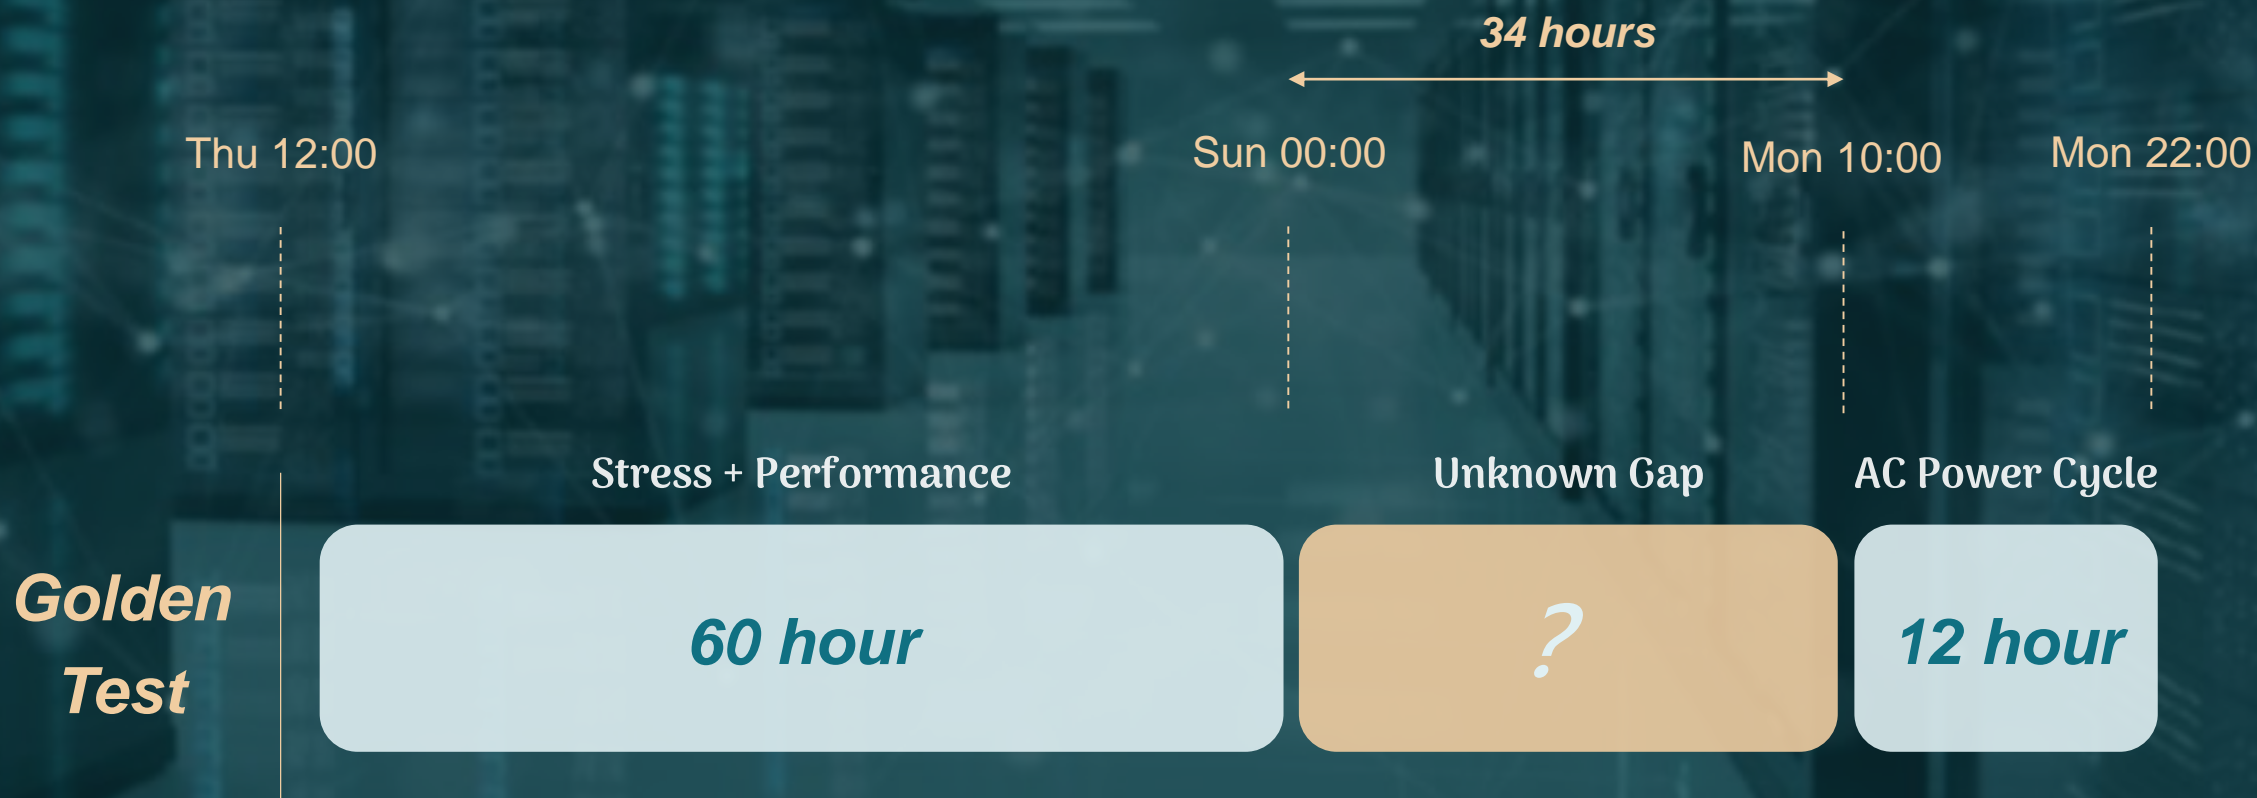 34 hours
Thu 12:00
Sun 00:00
Mon 10:00
Mon 22:00
Stress + Performance
Unknown Gap
AC Power Cycle
Golden
Test
60 hour
?
12 hour